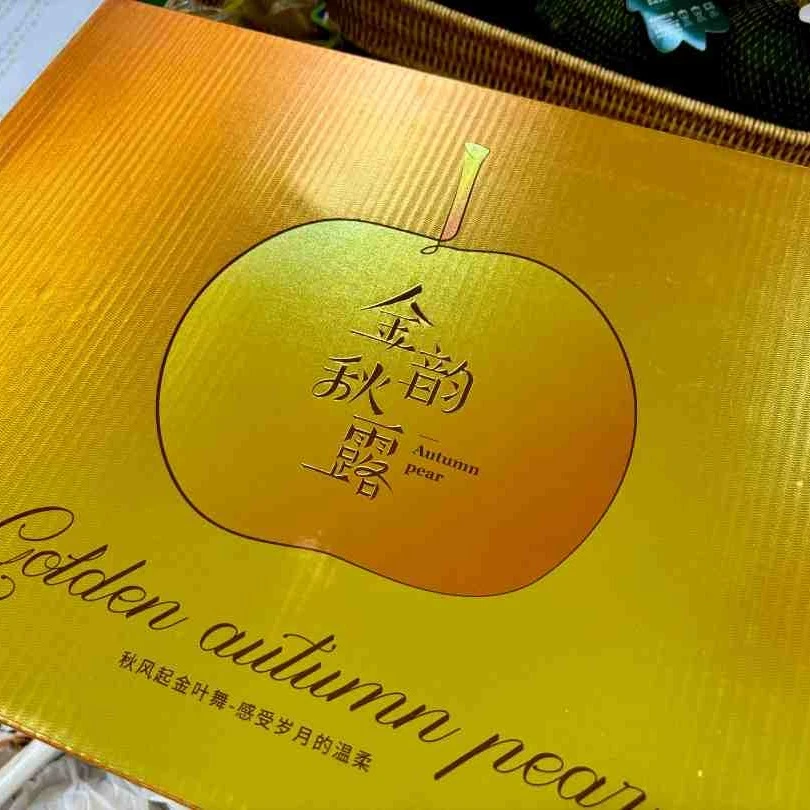 金韵
秋露
Autumn
pear
Golden autumn pear
秋风起金叶舞-感受岁月的温柔